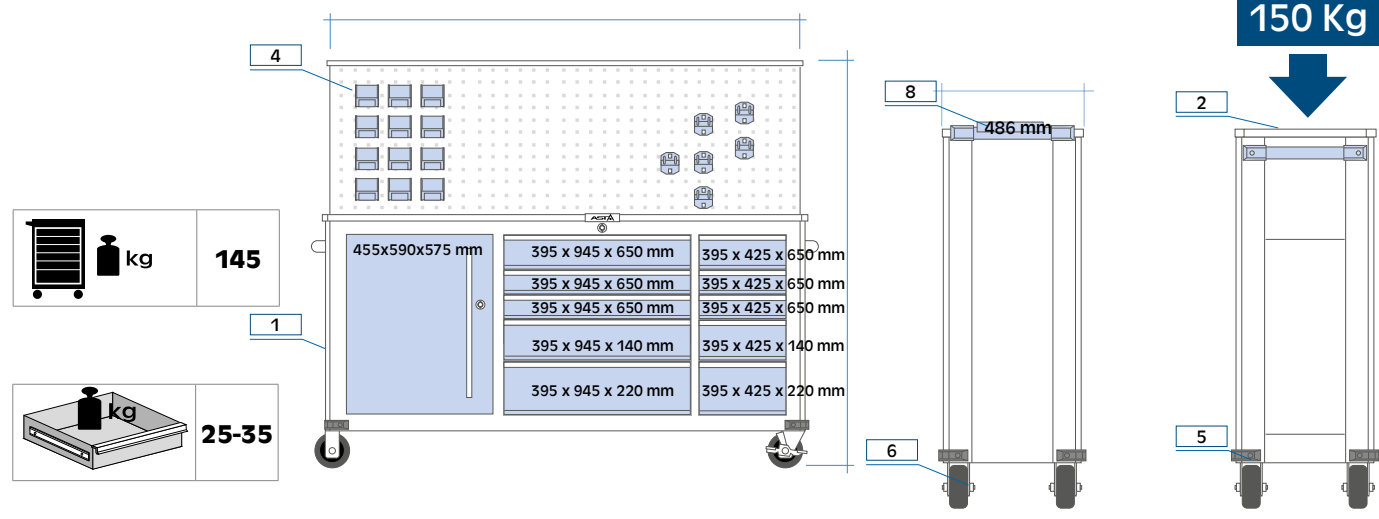 150 Kg
4
8
2
486 mm
ASTA
455x590x575 mm
395 x 945 x 650 mm
395 x 425 x 650 mm
395 x 945 x 650 mm
395 x 425 x 650 mm
395 x 945 x 650 mm
395 x 425 x 650 mm
395 x 945 x 140 mm
395 x 425 x 140 mm
395 x 945 x 220 mm
395 x 425 x 220 mm
kg
145
1
kg
25-35
6
5